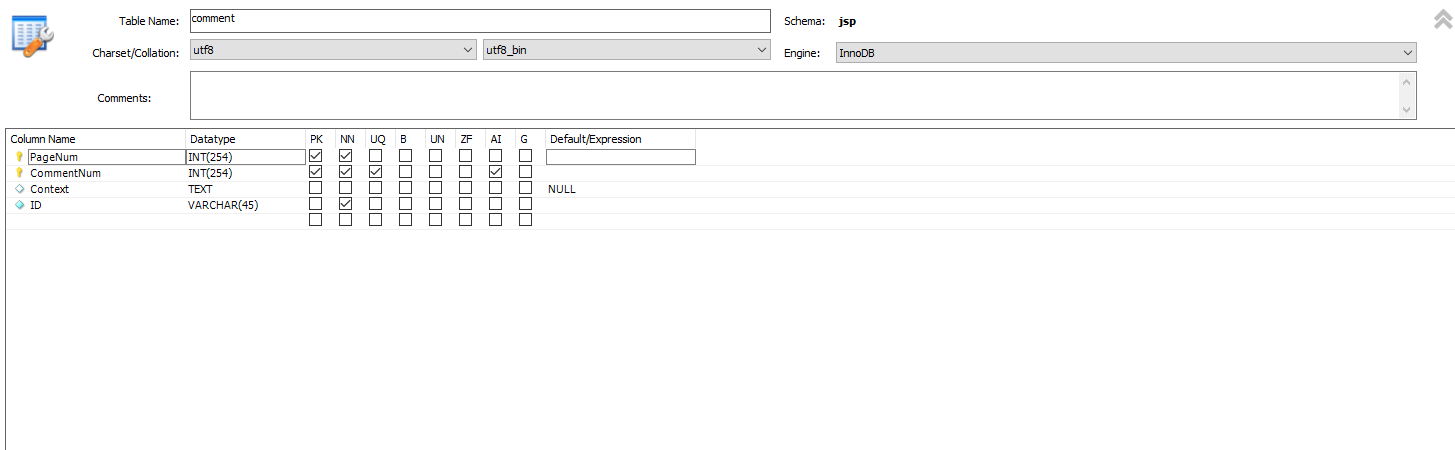 Table Name: comment Schema: jsp
Charset/Collation: utf8 utf8_bin Engine: InnoDB
Comments:
Column Name Datatype PK NN UQ B UN ZF AI G Default/Expression
PageNum INT(254)
CommentNum INT(254)
Context TEXT NULL
ID VARCHAR(45)